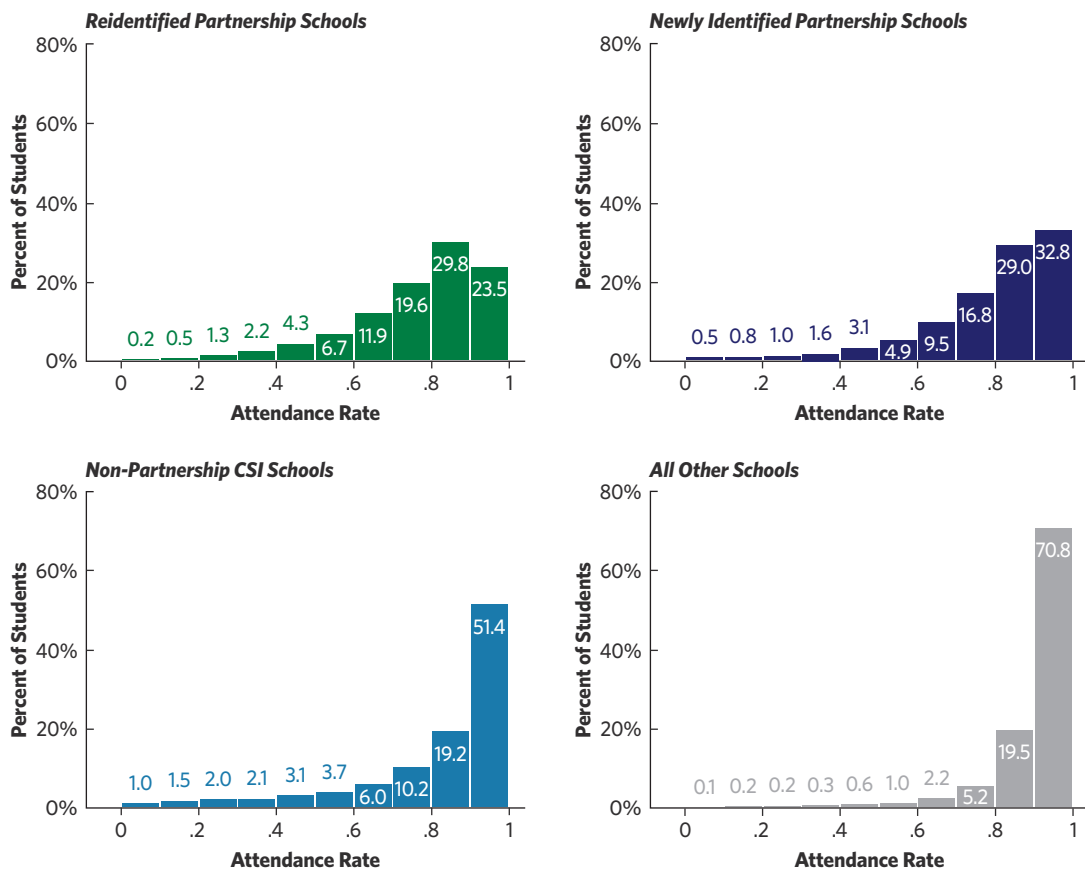 Reidentified Partnership Schools
80%
60%
40%
20%
0%
Percent of Students
0.2 0.5 1.3 2.2 4.3 6.7 11.9 19.6 29.8 23.5
0 .2 .4 .6 .8 1
Attendance Rate
Newly Identified Partnership Schools
80%
60%
40%
20%
0%
Percent of Students
0.5 0.8 1.0 1.6 3.1 4.9 9.5 16.8 29.0 32.8
0 .2 .4 .6 .8 1
Attendance Rate
Non-Partnership CSI Schools
80%
60%
40%
20%
0%
Percent of Students
1.0 1.5 2.0 2.1 3.1 3.7 6.0 10.2 19.2 51.4
0 .2 .4 .6 .8 1
Attendance Rate
All Other Schools
80%
60%
40%
20%
0%
Percent of Students
0.1 0.2 0.2 0.3 0.6 1.0 2.2 5.2 19.5 70.8
0 .2 .4 .6 .8 1
Attendance Rate